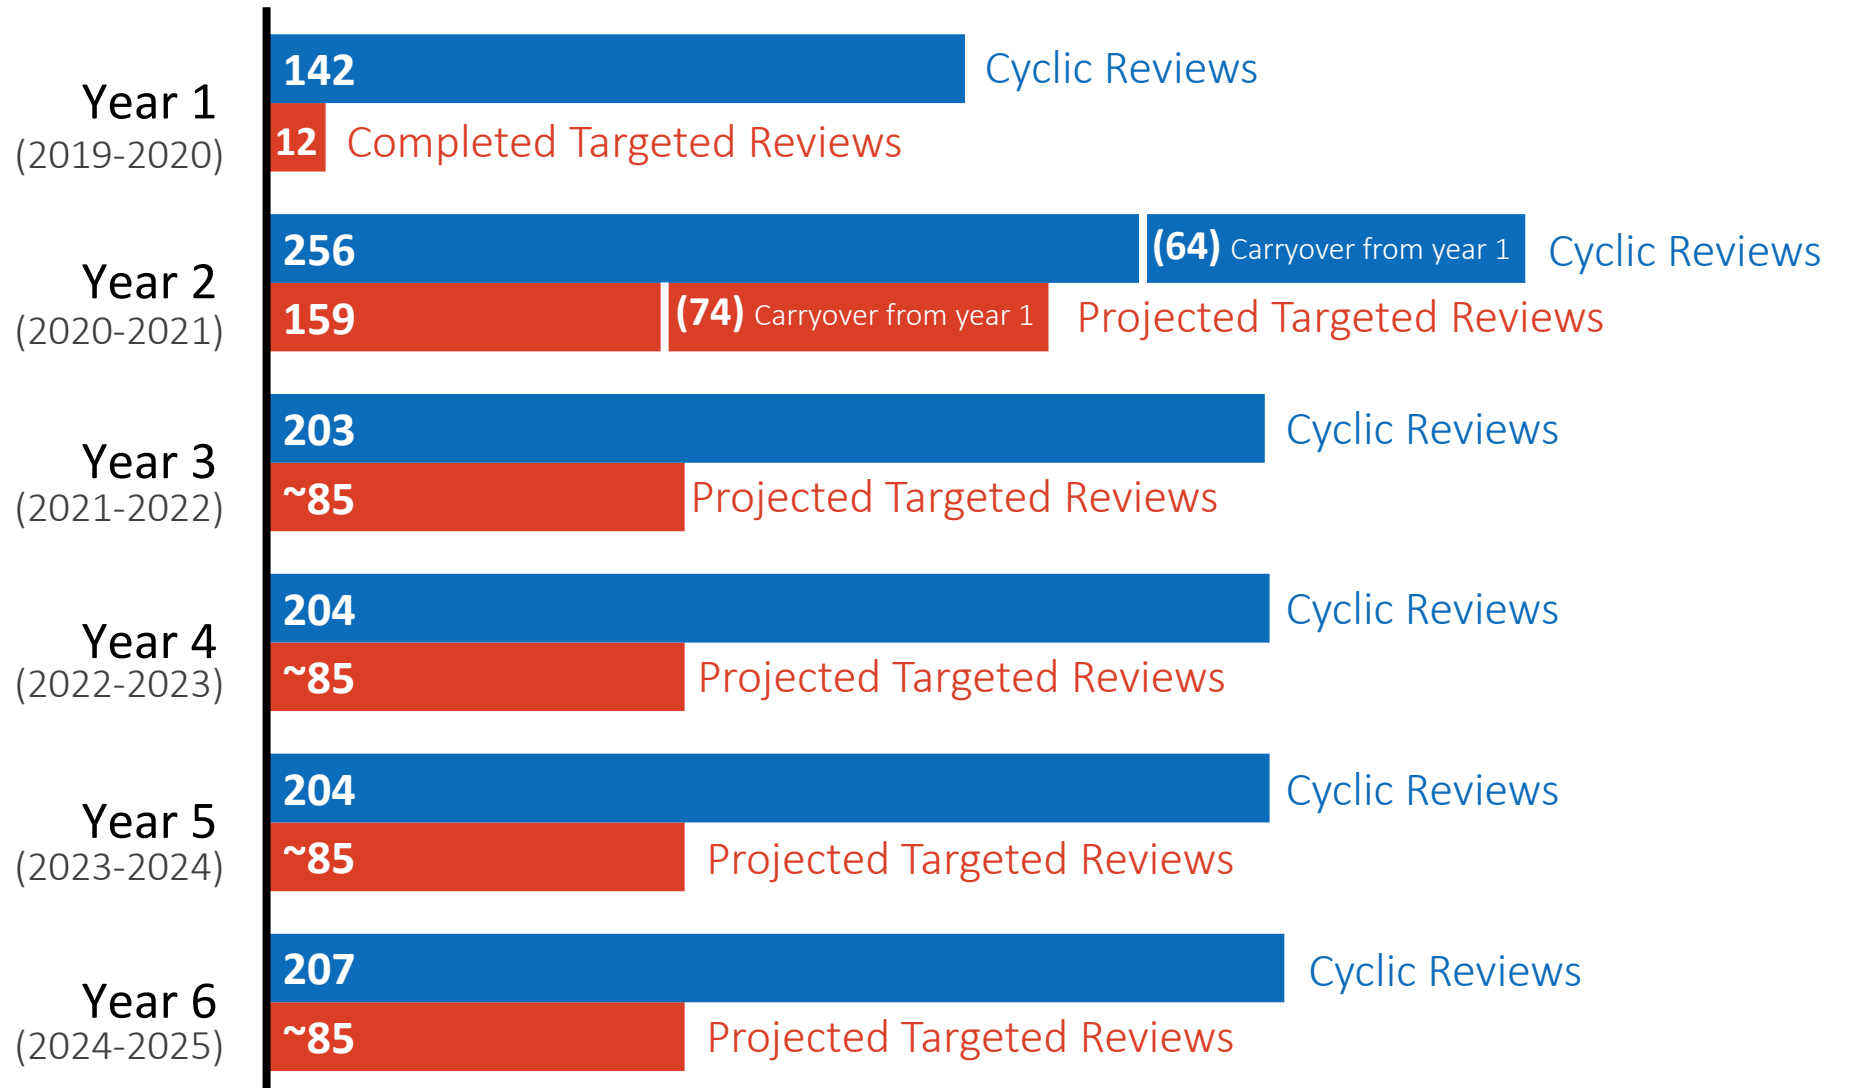 142 Cyclic Reviews
Year 1
12 Completed Targeted Reviews
(2019-2020)
256 (64) Carryover from year 1 Cyclic Reviews
Year 2
159 (74) Carryover from year 1 Projected Targeted Reviews
(2020-2021)
203 Cyclic Reviews
Year 3
~85 Projected Targeted Reviews
(2021-2022)
204 Cyclic Reviews
Year 4
~85 Projected Targeted Reviews
(2022-2023)
204 Cyclic Reviews
Year 5
~85 Projected Targeted Reviews
(2023-2024)
207 Cyclic Reviews
Year 6
~85 Projected Targeted Reviews
(2024-2025)